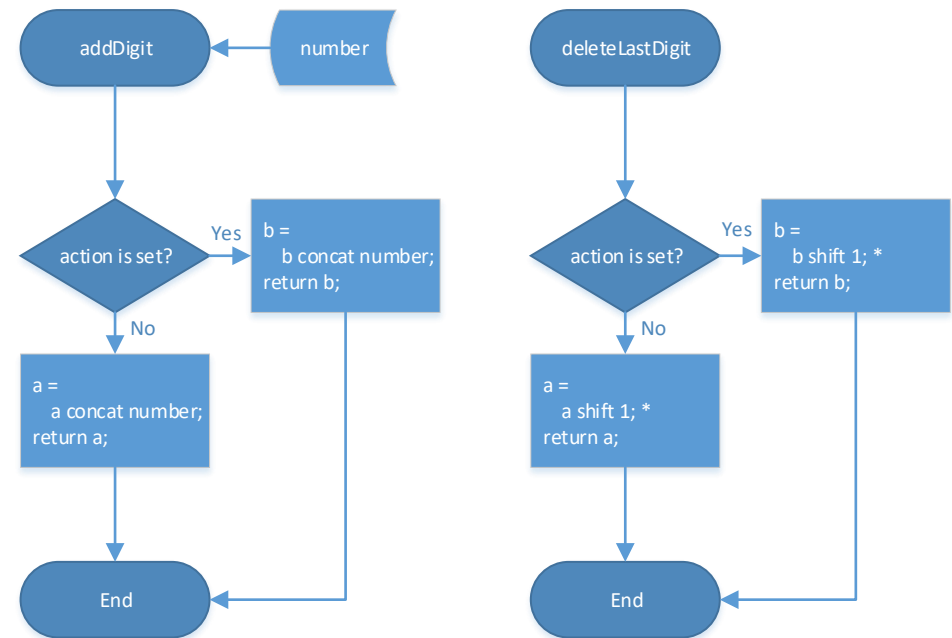 addDigit
number
action is set?
Yes
b =
b concat number;
return b;
No
a =
a concat number;
return a;
End
deleteLastDigit
action is set?
Yes
b =
b shift 1; *
return b;
No
a =
a shift 1; *
return a;
End